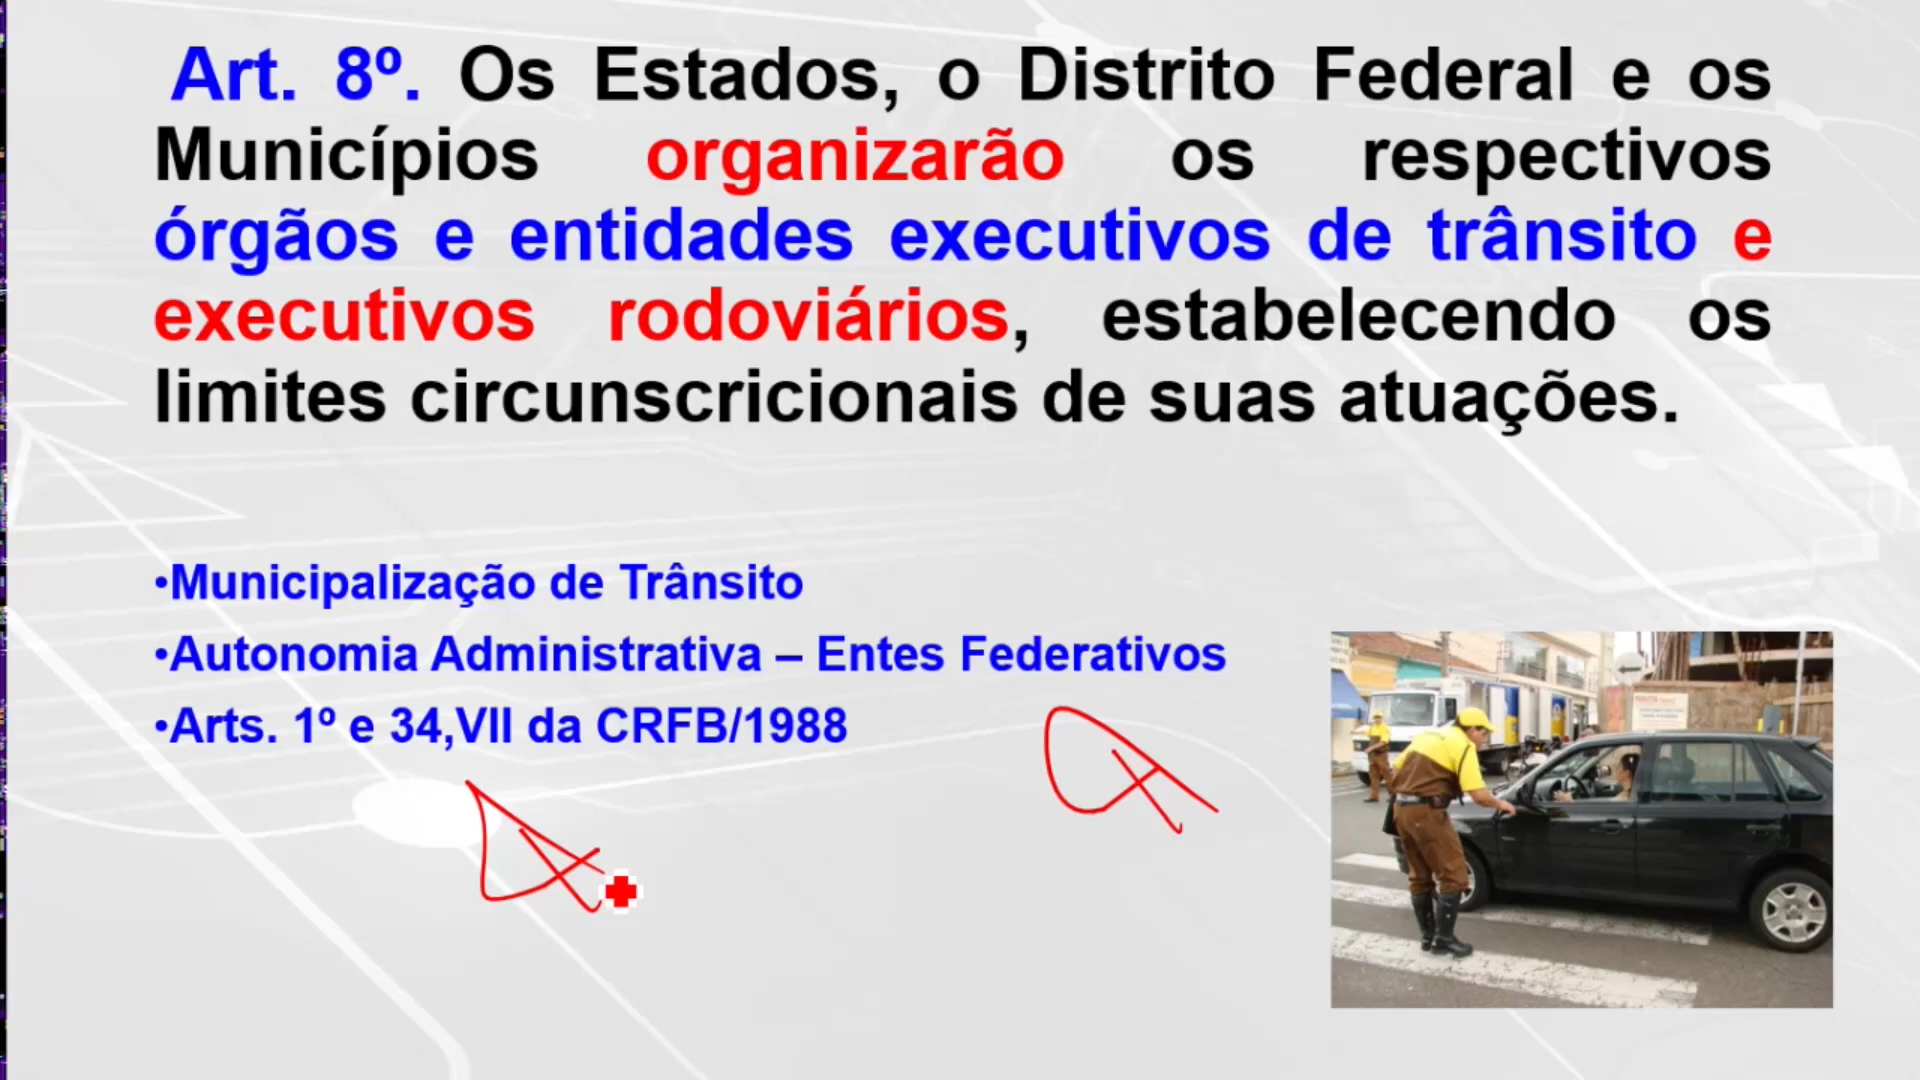 Art. 8º. Os Estados, o Distrito Federal e os
Municípios organizarão os respectivos
órgãos e entidades executivos de trânsito e
executivos rodoviários, estabelecendo os
limites circunscricionais de suas atuações.
•Municipalização de Trânsito
•Autonomia Administrativa – Entes Federativos
•Arts. 1º e 34,VII da CRFB/1988